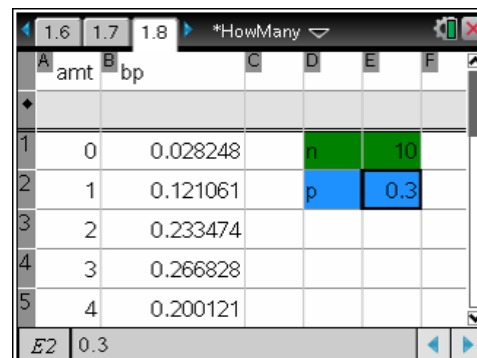 1.6 1.7 1.8 *HowMany
A amt B bp C D E F
1 0 0.028248 n 10
2 1 0.121061 p 0.3
3 2 0.233474
4 3 0.266828
5 4 0.200121
E2 0.3